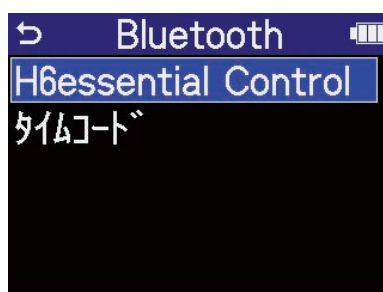 Bluetooth
H6essential Control
ﾀｲﾑｺｰﾄﾞ